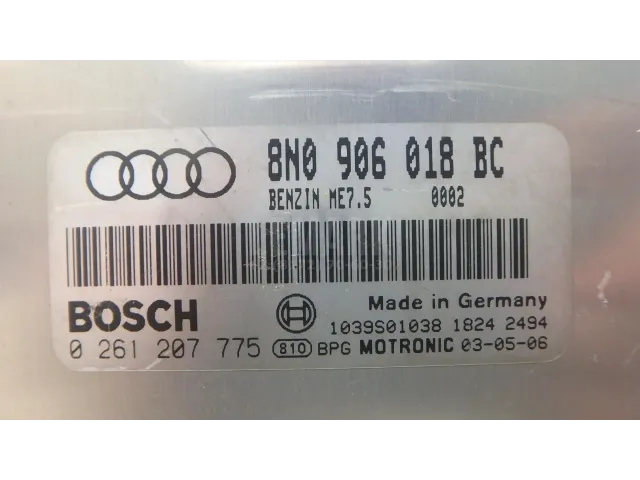 8N0 906 018 BC
BENZIN ME7.5 0002
BOSCH
Made in Germany
1039S01038 1824 2494
0 261 207 775 810 BPG MOTRONIC 03-05-06